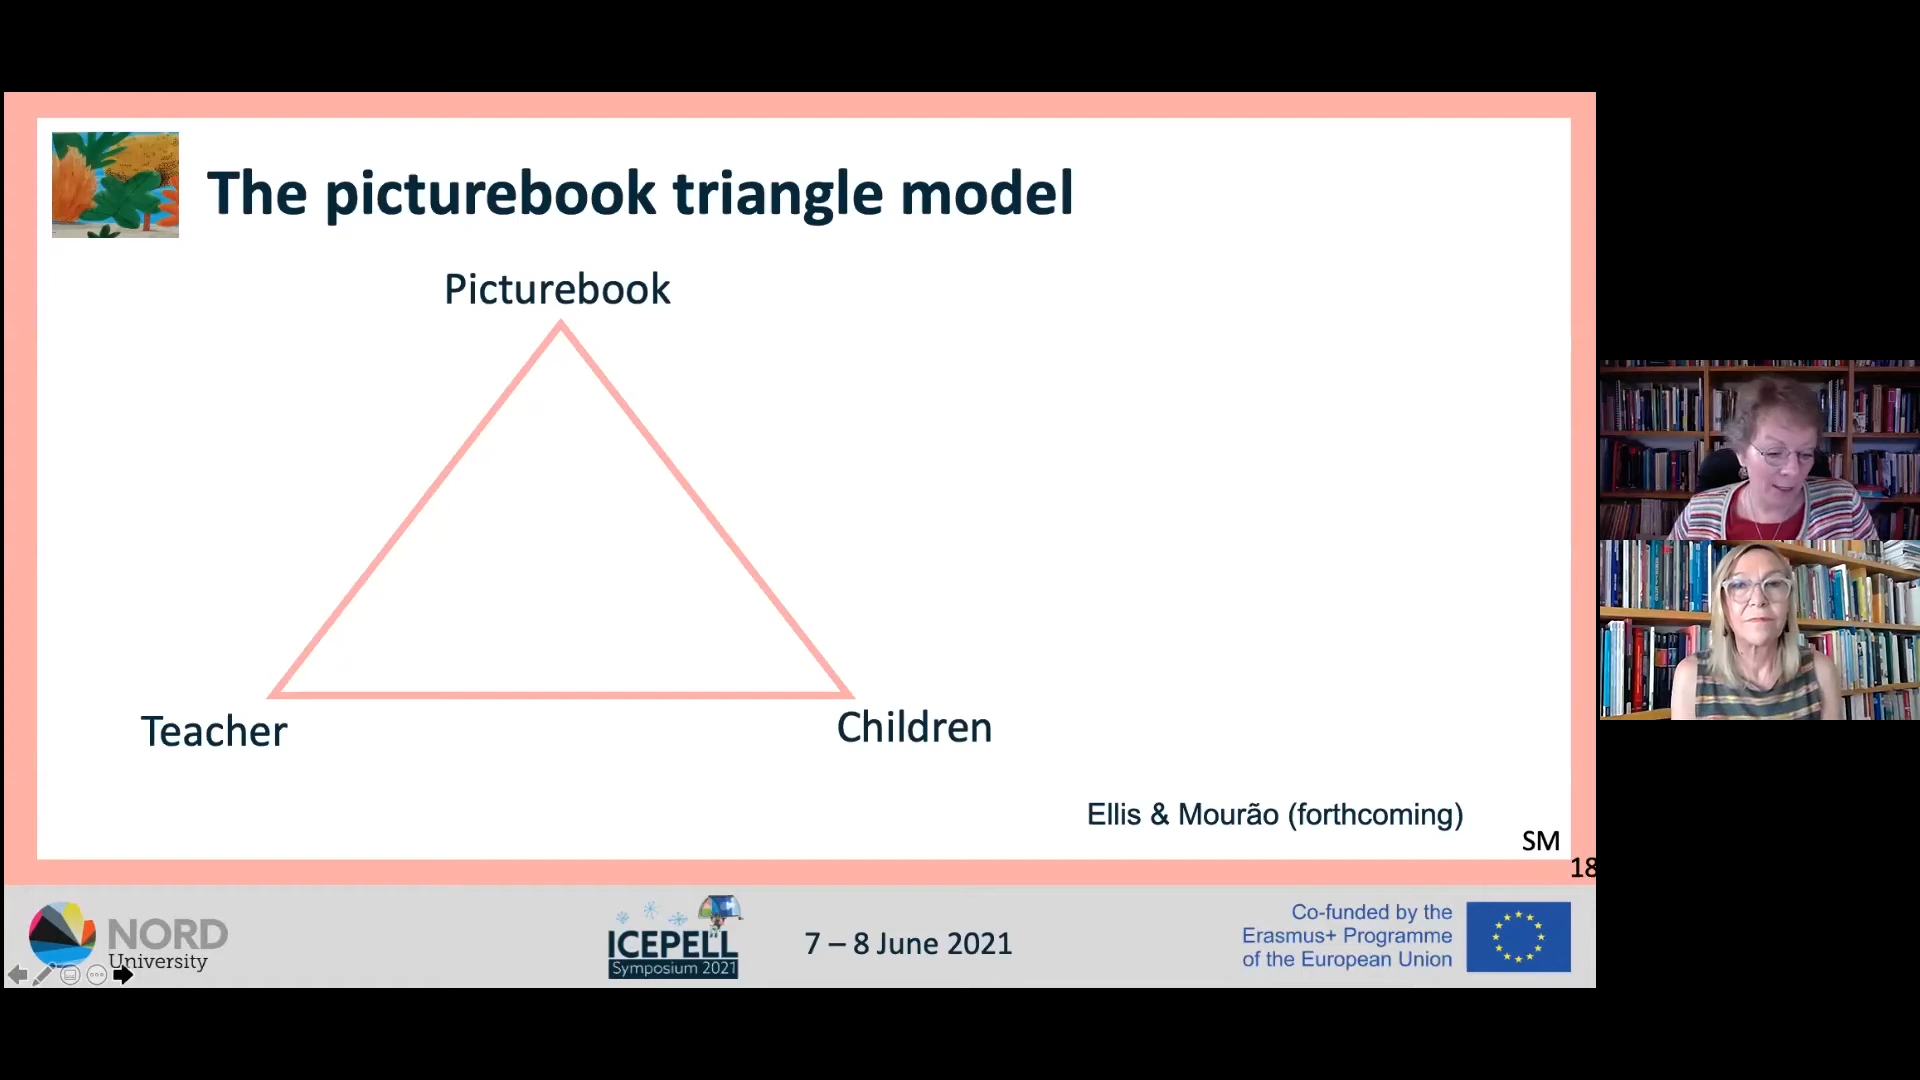 The picturebook triangle model
Picturebook
Teacher
Children
Ellis & Mourão (forthcoming)
SM
18
NORD
University
ICEPELL
Symposium 2021
7 – 8 June 2021
Co-funded by the
Erasmus+ Programme
of the European Union